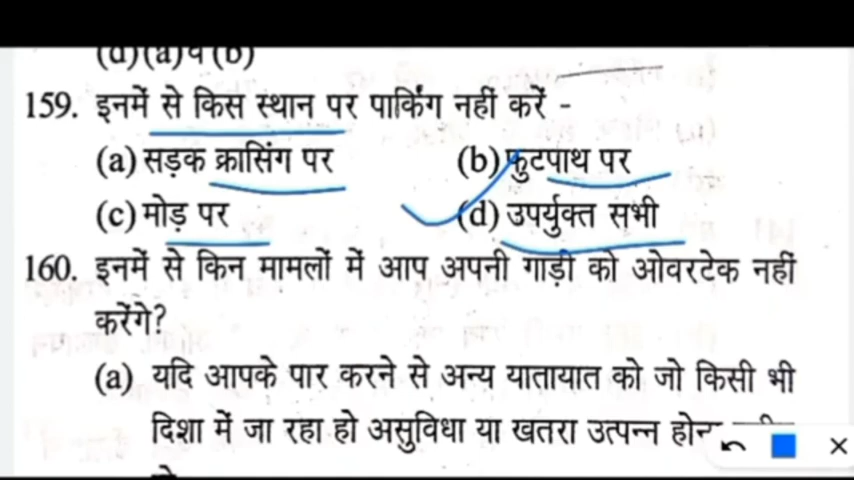 (d)(a) व (b)
159. इनमें से किस स्थान पर पार्किंग नहीं करें -
(a) सड़क क्रासिंग पर (b) फुटपाथ पर
(c) मोड़ पर (d) उपर्युक्त सभी
160. इनमें से किन मामलों में आप अपनी गाड़ी को ओवरटेक नहीं
करेंगे?
(a) यदि आपके पार करने से अन्य यातायात को जो किसी भी
दिशा में जा रहा हो असुविधा या खतरा उत्पन्न